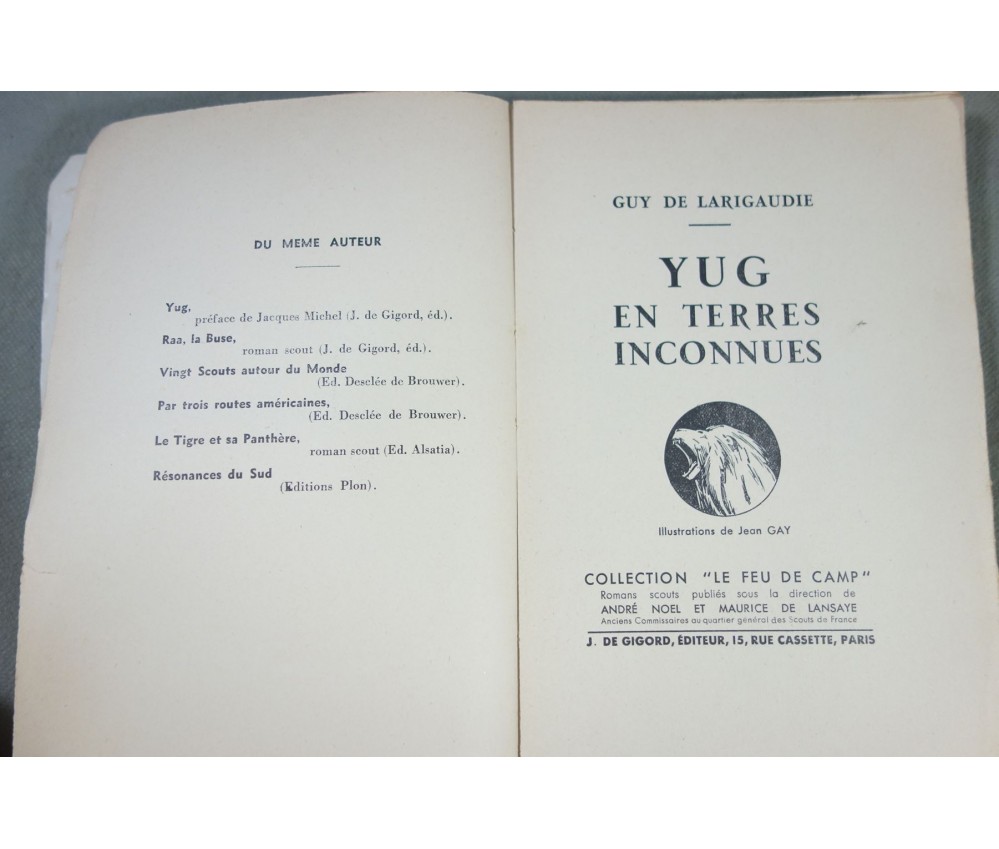 DU MEME AUTEUR
Yug,
préface de Jacques Michel (J. de Gigord, éd.).
Raa, la Buse,
roman scout (J. de Gigord, éd.).
Vingt Scouts autour du Monde
(Ed. Desclée de Brouwer).
Par trois routes américaines,
(Ed. Desclée de Brouwer).
Le Tigre et sa Panthère,
roman scout (Ed. Alsatia).
Résonances du Sud
(Editions Plon).
GUY DE LARIGAUDIE
YUG
EN TERRES
INCONNUES
Illustrations de Jean GAY
COLLECTION "LE FEU DE CAMP"
Romans scouts publiés sous la direction de
ANDRÉ NOEL ET MAURICE DE LANSAYE
Anciens Commissaires au quartier général des Scouts de France
J. DE GIGORD, ÉDITEUR, 15, RUE CASSETTE, PARIS